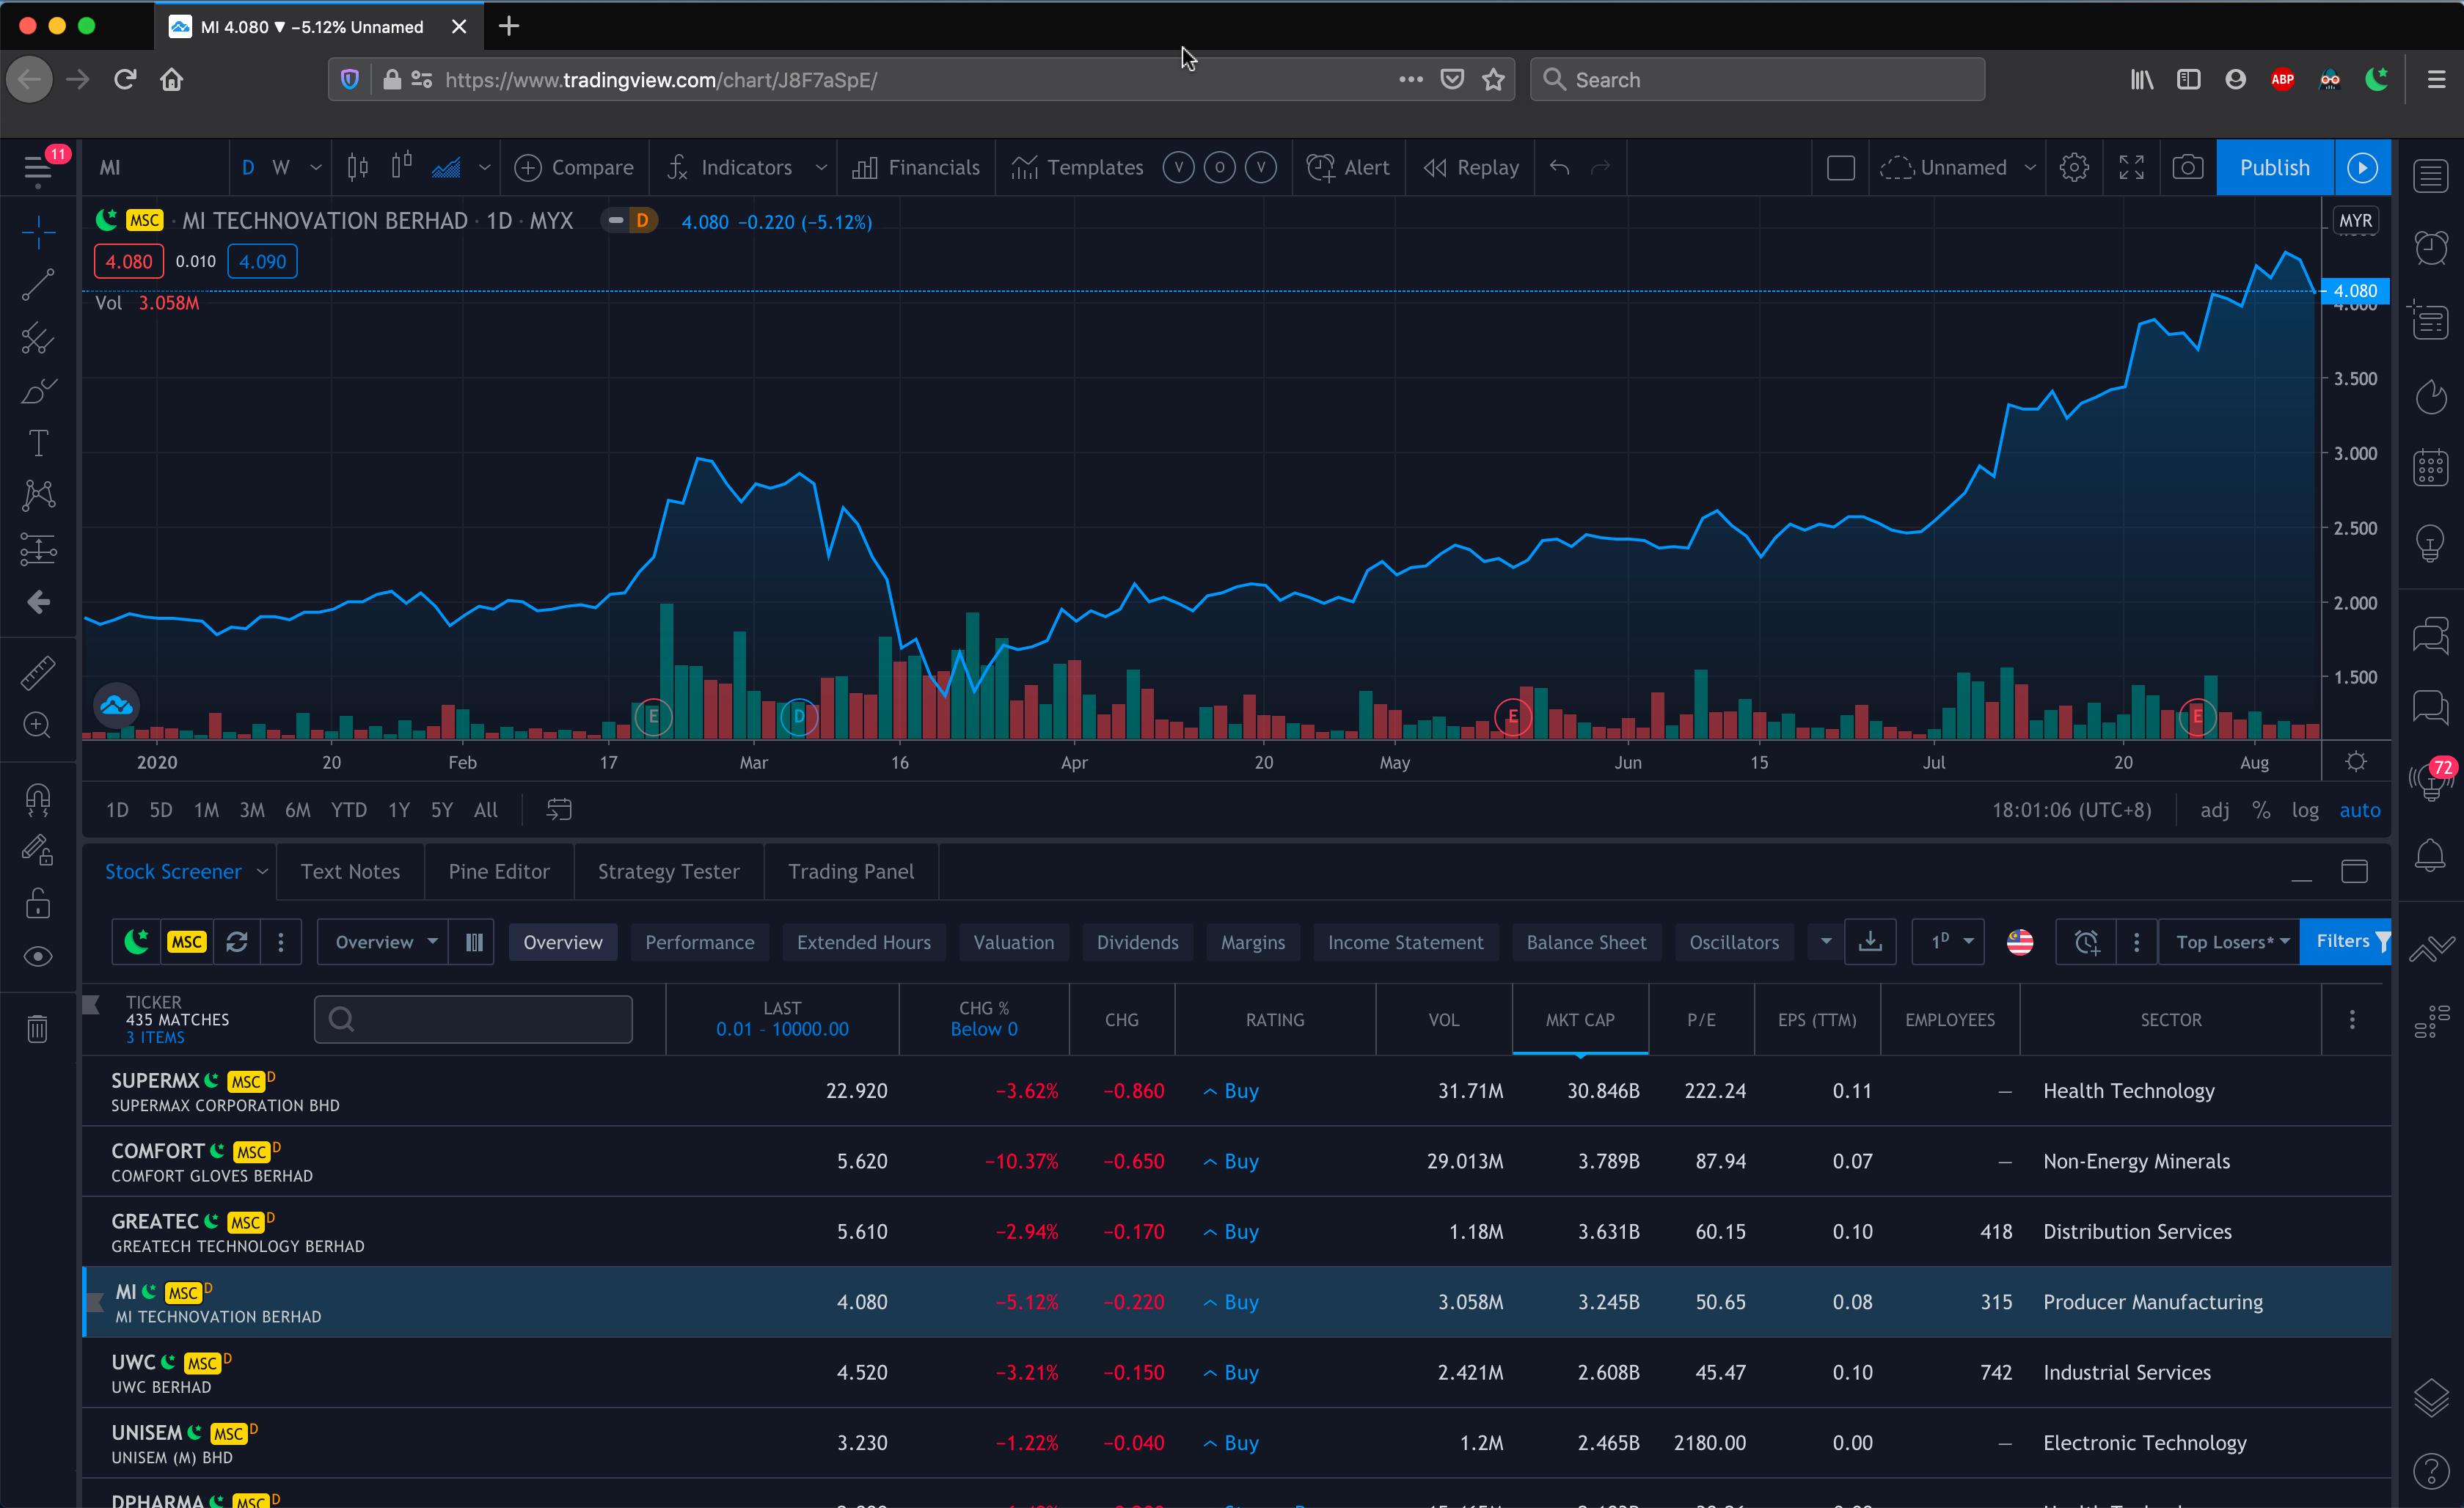 MI 4.080 ▼ −5.12% Unnamed
https://www.tradingview.com/chart/J8F7aSpE/
Search
ABP
11
MI
D W
Compare
Indicators
Financials
Templates
V O V
Alert
Replay
Unnamed
Publish
MSC · MI TECHNOVATION BERHAD · 1D · MYX
D
4.080 −0.220 (−5.12%)
4.080 0.010 4.090
Vol 3.058M
MYR
4.080
4.000
3.500
3.000
2.500
2.000
1.500
E D E E
2020 20 Feb 17 Mar 16 Apr 20 May Jun 15 Jul 20 Aug
72
1D 5D 1M 3M 6M YTD 1Y 5Y All
18:01:06 (UTC+8)
adj % log auto
Stock Screener Text Notes Pine Editor Strategy Tester Trading Panel
MSC
Overview
Overview Performance Extended Hours Valuation Dividends Margins Income Statement Balance Sheet Oscillators
1D
Top Losers*
Filters
TICKER
435 MATCHES
3 ITEMS
LAST
0.01 - 10000.00
CHG %
Below 0
CHG RATING VOL MKT CAP P/E EPS (TTM) EMPLOYEES SECTOR
SUPERMX MSC D
SUPERMAX CORPORATION BHD
22.920 −3.62% −0.860 Buy 31.71M 30.846B 222.24 0.11 — Health Technology
COMFORT MSC D
COMFORT GLOVES BERHAD
5.620 −10.37% −0.650 Buy 29.013M 3.789B 87.94 0.07 — Non-Energy Minerals
GREATEC MSC D
GREATECH TECHNOLOGY BERHAD
5.610 −2.94% −0.170 Buy 1.18M 3.631B 60.15 0.10 418 Distribution Services
MI MSC D
MI TECHNOVATION BERHAD
4.080 −5.12% −0.220 Buy 3.058M 3.245B 50.65 0.08 315 Producer Manufacturing
UWC MSC D
UWC BERHAD
4.520 −3.21% −0.150 Buy 2.421M 2.608B 45.47 0.10 742 Industrial Services
UNISEM MSC D
UNISEM (M) BHD
3.230 −1.22% −0.040 Buy 1.2M 2.465B 2180.00 0.00 — Electronic Technology
DPHARMA MSC D